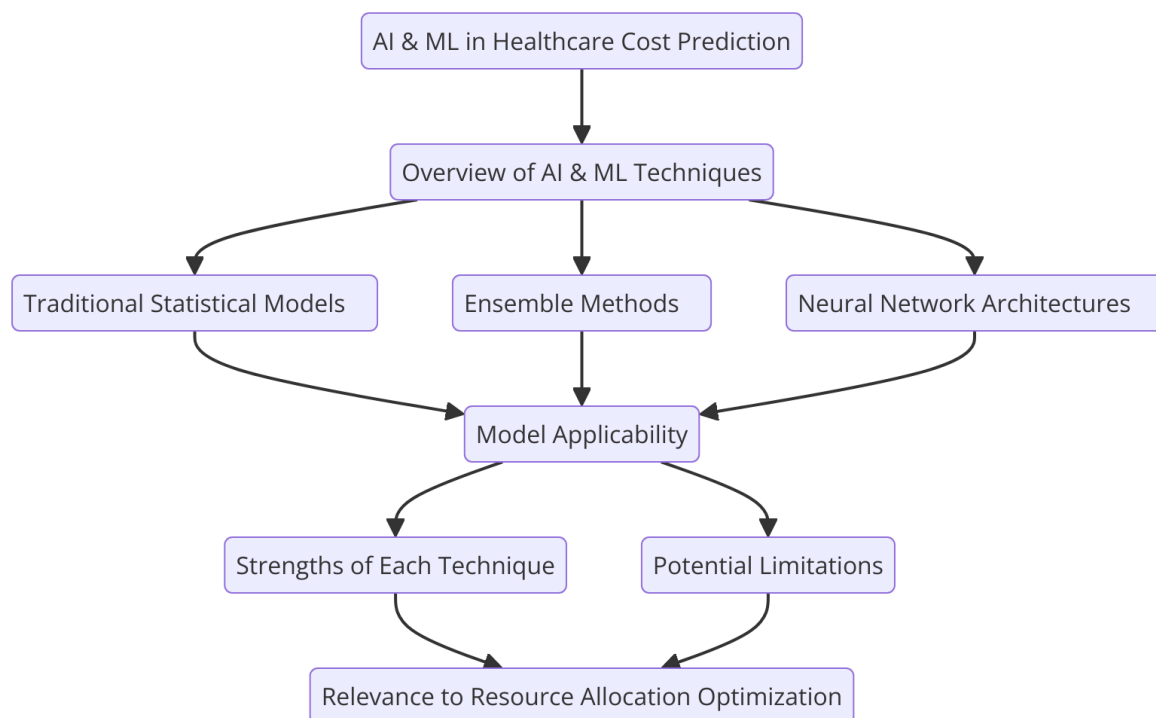 AI & ML in Healthcare Cost Prediction
Overview of AI & ML Techniques
Traditional Statistical Models
Ensemble Methods
Neural Network Architectures
Model Applicability
Strengths of Each Technique
Potential Limitations
Relevance to Resource Allocation Optimization